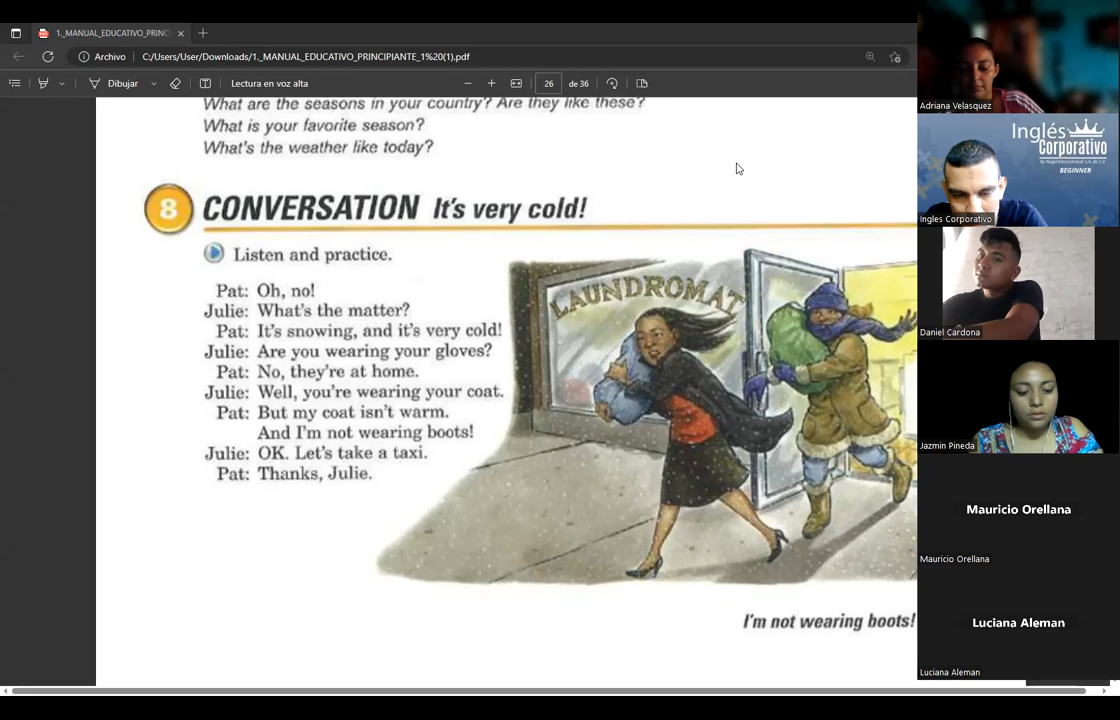 1._MANUAL_EDUCATIVO_PRINC
Archivo
C:/Users/User/Downloads/1._MANUAL_EDUCATIVO_PRINCIPIANTE_1%20(1).pdf
Dibujar
Lectura en voz alta
26
de 36
What are the seasons in your country? Are they like these?
What is your favorite season?
What's the weather like today?
8 CONVERSATION It's very cold!
Listen and practice.
Pat: Oh, no!
Julie: What's the matter?
Pat: It's snowing, and it's very cold!
Julie: Are you wearing your gloves?
Pat: No, they're at home.
Julie: Well, you're wearing your coat.
Pat: But my coat isn't warm.
And I'm not wearing boots!
Julie: OK. Let's take a taxi.
Pat: Thanks, Julie.
LAUNDROMAT
I'm not wearing boots!
Adriana Velasquez
Inglés
Corporativo
By Regal International S.A. de C.V.
BEGINNER
Ingles Corporativo
Daniel Cardona
Jazmin Pineda
Mauricio Orellana
Mauricio Orellana
Luciana Aleman
Luciana Aleman